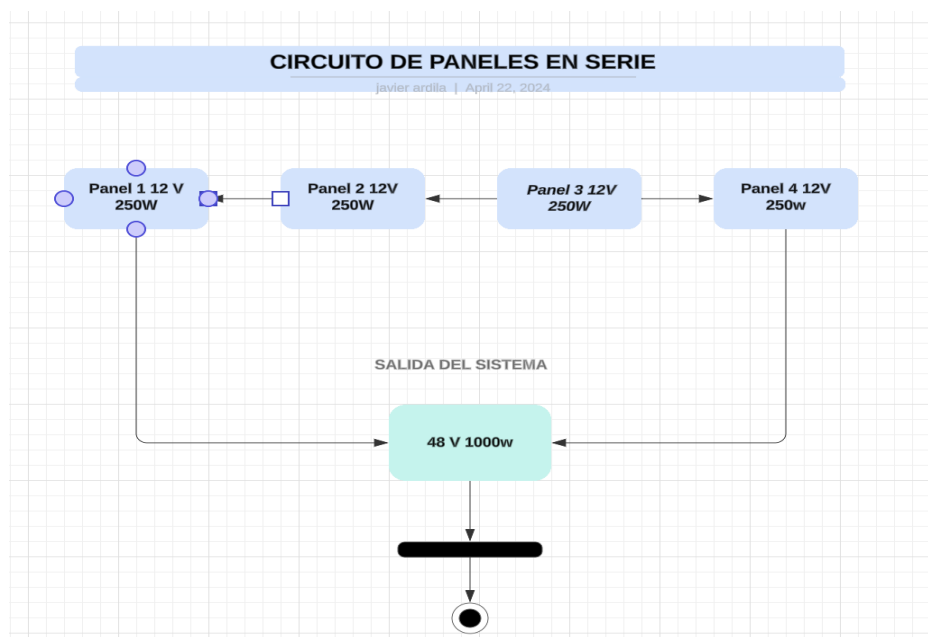 CIRCUITO DE PANELES EN SERIE
javier ardila | April 22, 2024
Panel 1 12 V
250W
Panel 2 12V
250W
Panel 3 12V
250W
Panel 4 12V
250w
SALIDA DEL SISTEMA
48 V 1000w